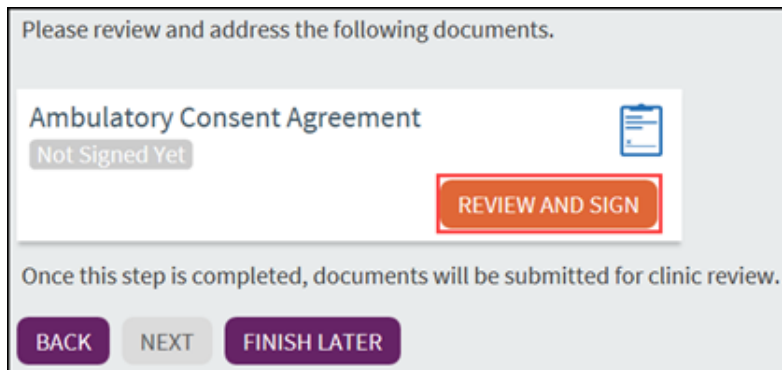 Please review and address the following documents.
Ambulatory Consent Agreement
Not Signed Yet
REVIEW AND SIGN
Once this step is completed, documents will be submitted for clinic review.
BACK NEXT FINISH LATER